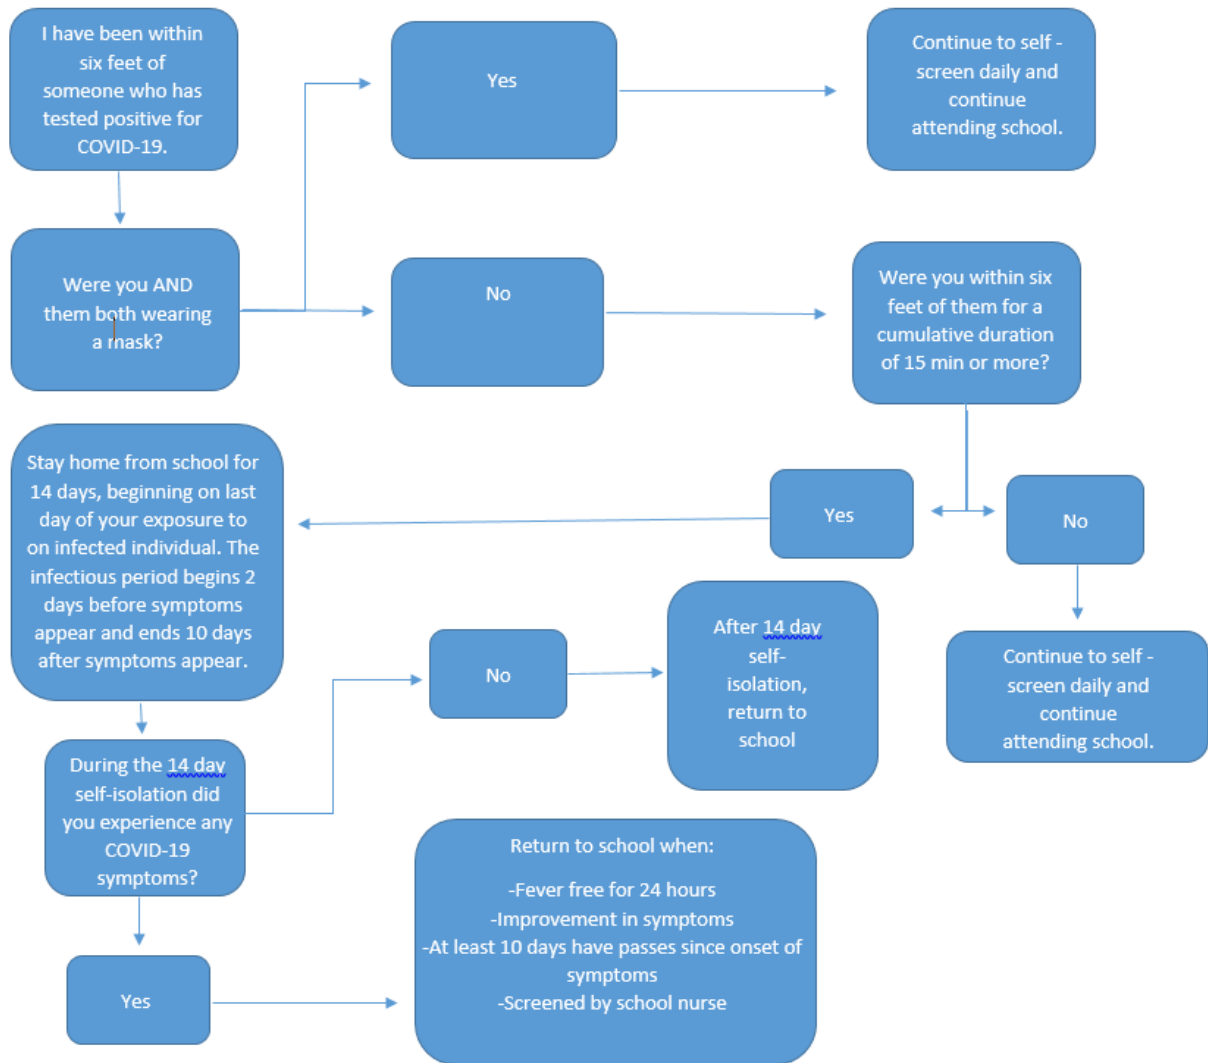 I have been within
six feet of
someone who has
tested positive for
COVID-19.
Yes
Continue to self -
screen daily and
continue
attending school.
Were you AND
them both wearing
a mask?
No
Were you within six
feet of them for a
cumulative duration
of 15 min or more?
Stay home from school for
14 days, beginning on last
day of your exposure to
on infected individual. The
infectious period begins 2
days before symptoms
appear and ends 10 days
after symptoms appear.
Yes
No
Continue to self -
screen daily and
continue
attending school.
During the 14 day
self-isolation did
you experience any
COVID-19
symptoms?
No
After 14 day
self-
isolation,
return to
school
Yes
Return to school when:
-Fever free for 24 hours
-Improvement in symptoms
-At least 10 days have passes since onset of
symptoms
-Screened by school nurse